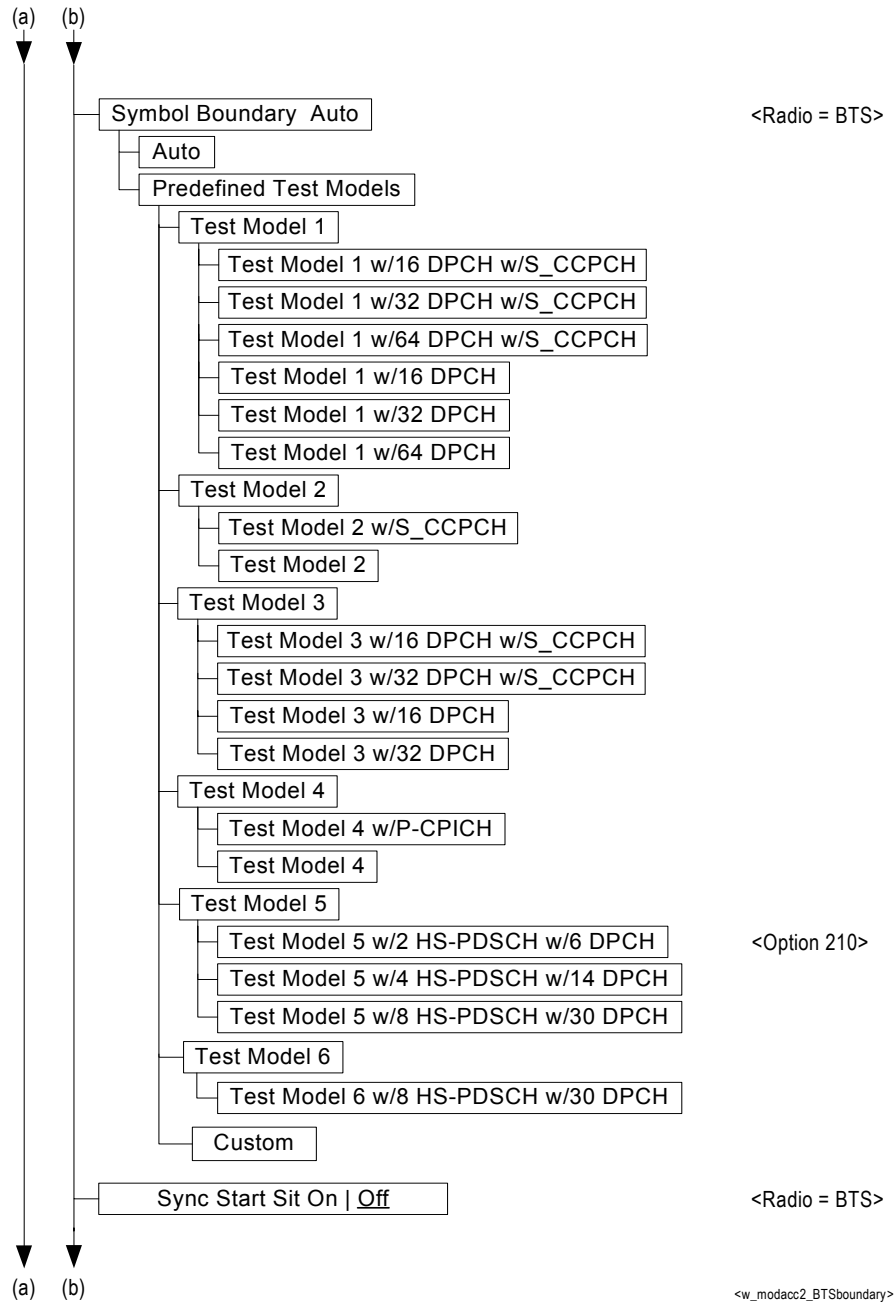 (a) (b)
Symbol Boundary Auto <Radio = BTS>
Auto
Predefined Test Models
Test Model 1
Test Model 1 w/16 DPCH w/S_CCPCH
Test Model 1 w/32 DPCH w/S_CCPCH
Test Model 1 w/64 DPCH w/S_CCPCH
Test Model 1 w/16 DPCH
Test Model 1 w/32 DPCH
Test Model 1 w/64 DPCH
Test Model 2
Test Model 2 w/S_CCPCH
Test Model 2
Test Model 3
Test Model 3 w/16 DPCH w/S_CCPCH
Test Model 3 w/32 DPCH w/S_CCPCH
Test Model 3 w/16 DPCH
Test Model 3 w/32 DPCH
Test Model 4
Test Model 4 w/P-CPICH
Test Model 4
Test Model 5
Test Model 5 w/2 HS-PDSCH w/6 DPCH <Option 210>
Test Model 5 w/4 HS-PDSCH w/14 DPCH
Test Model 5 w/8 HS-PDSCH w/30 DPCH
Test Model 6
Test Model 6 w/8 HS-PDSCH w/30 DPCH
Custom
Sync Start Sit On | Off <Radio = BTS>
(a) (b)
<w_modacc2_BTSboundary>